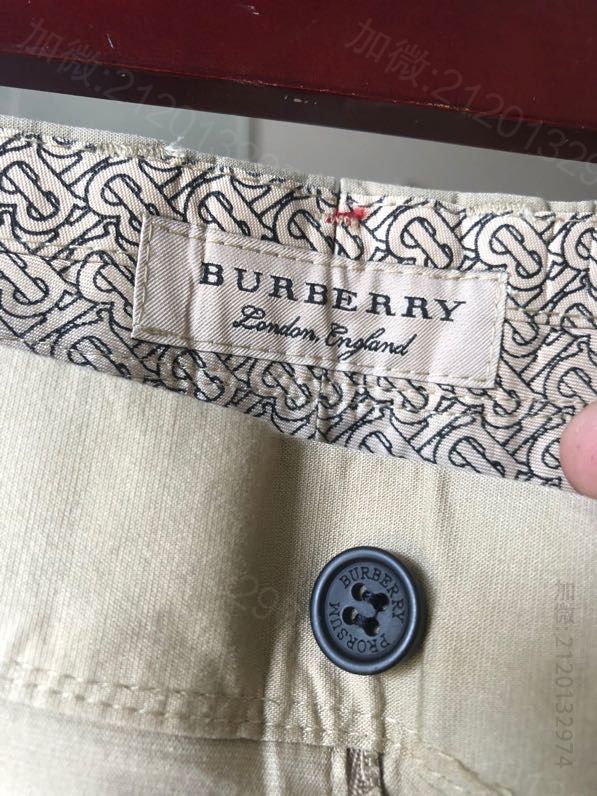 加微:2120132974
加微:2120132974
BURBERRY
London, England
BURBERRY
PRORSUM